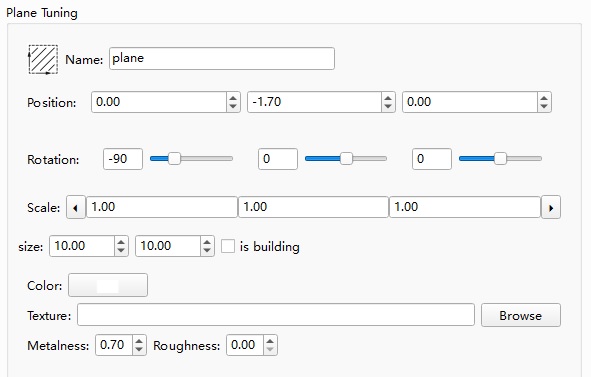 Plane Tuning
Name: plane
Position: 0.00 -1.70 0.00
Rotation: -90 0 0
Scale: 1.00 1.00 1.00
size: 10.00 10.00 is building
Color:
Texture: Browse
Metalness: 0.70 Roughness: 0.00